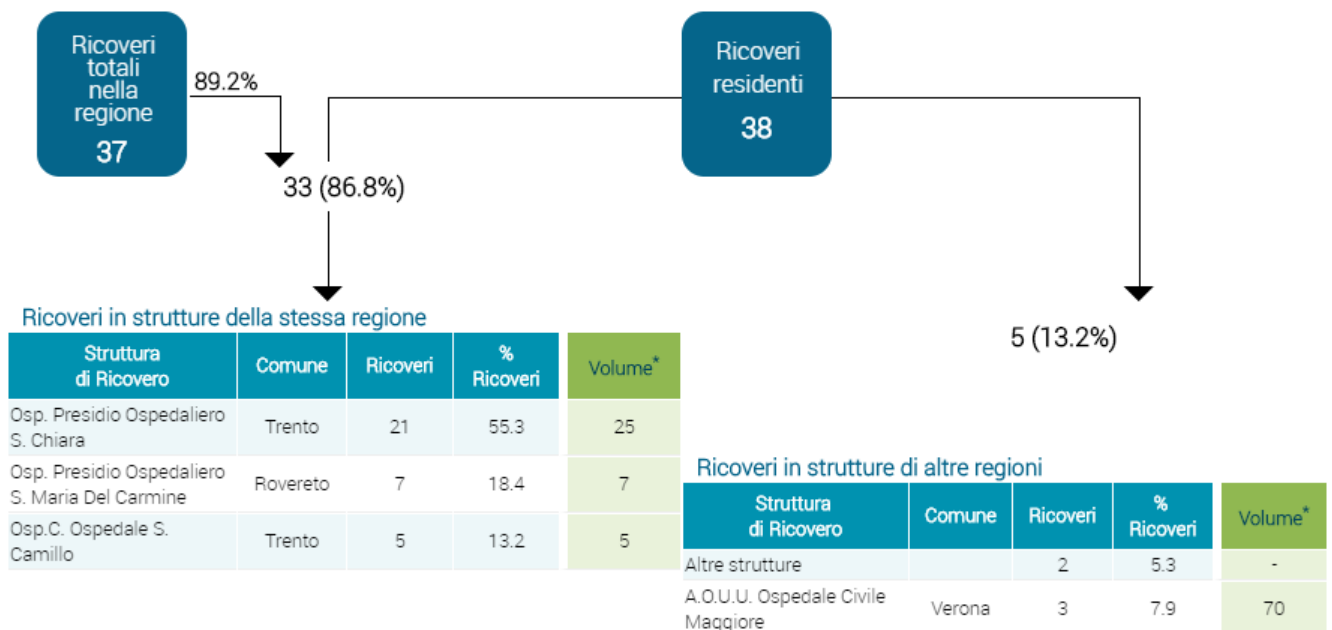 Ricoveri
totali
nella
regione
37
89.2%
Ricoveri
residenti
38
33 (86.8%)
5 (13.2%)
Ricoveri in strutture della stessa regione
Struttura
di Ricovero
Comune
Ricoveri
%
Ricoveri
Volume*
Osp. Presidio Ospedaliero
S. Chiara
Trento
21
55.3
25
Osp. Presidio Ospedaliero
S. Maria Del Carmine
Rovereto
7
18.4
7
Osp.C. Ospedale S.
Camillo
Trento
5
13.2
5
Ricoveri in strutture di altre regioni
Struttura
di Ricovero
Comune
Ricoveri
%
Ricoveri
Volume*
Altre strutture
2
5.3
-
A.O.U.U. Ospedale Civile
Maggiore
Verona
3
7.9
70